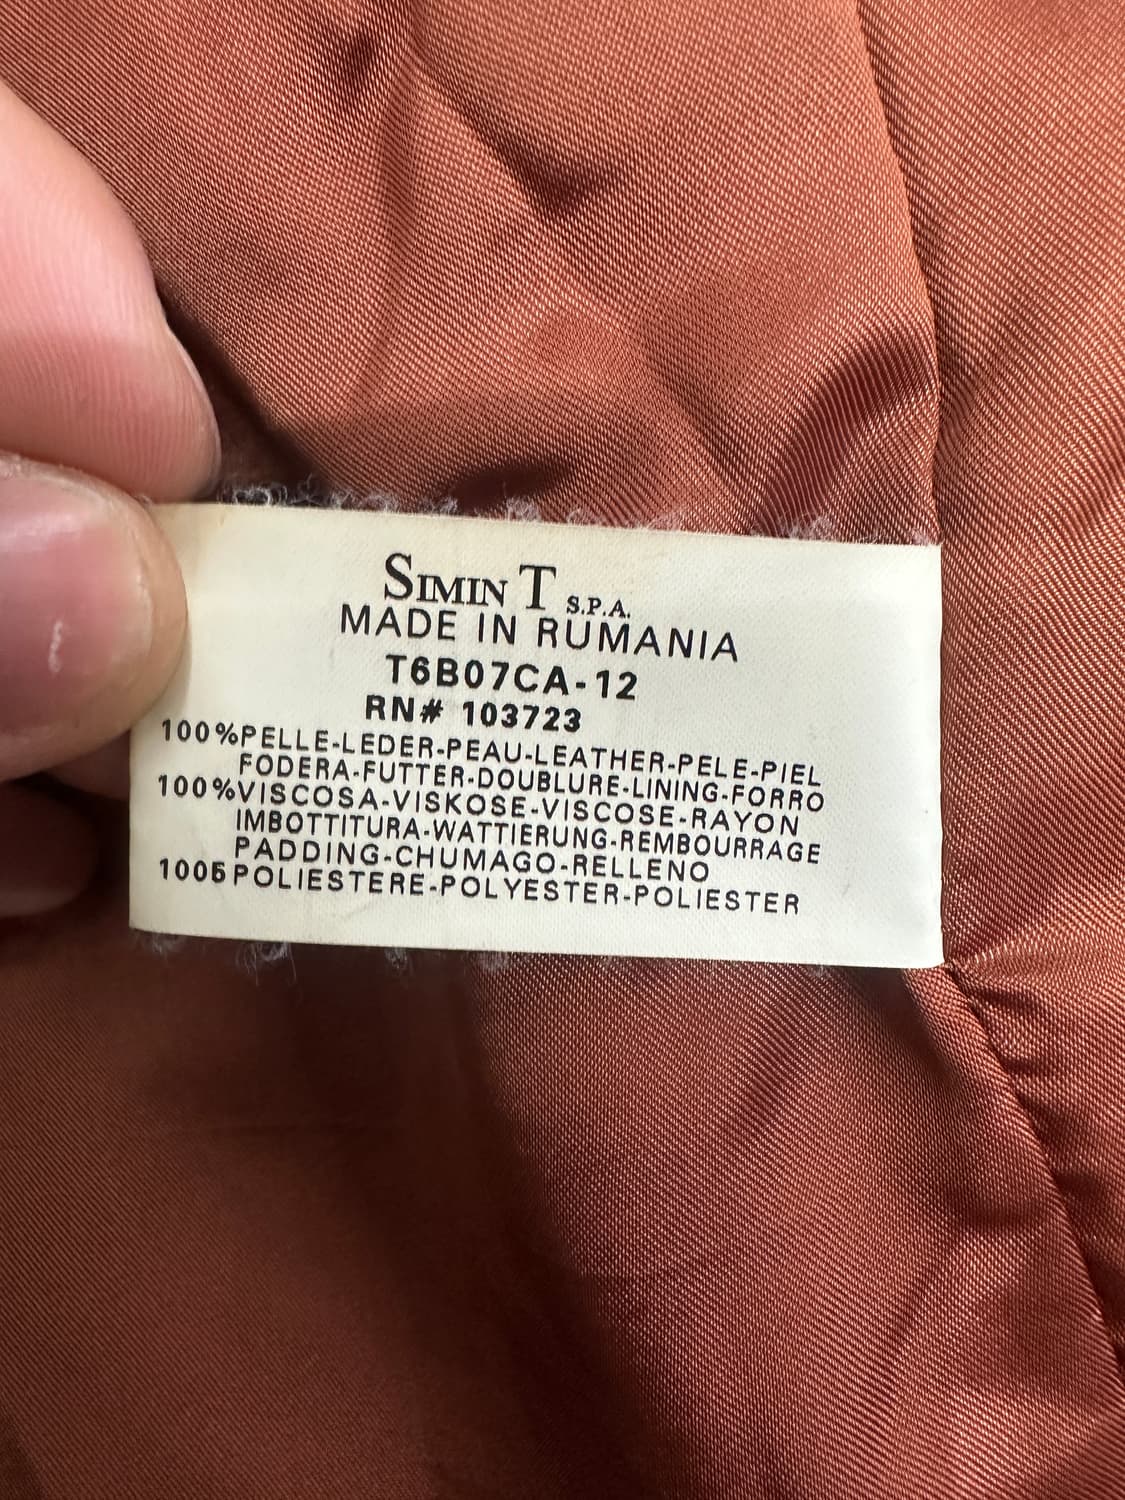 SIMIN T S.P.A.
MADE IN RUMANIA
T6B07CA-12
RN# 103723
100%PELLE-LEDER-PEAU-LEATHER-PELE-PIEL
FODERA-FUTTER-DOUBLURE-LINING-FORRO
100%VISCOSA-VISKOSE-VISCOSE-RAYON
IMBOTTITURA-WATTIERUNG-REMBOURRAGE
PADDING-CHUMAGO-RELLENO
1005POLIESTERE-POLYESTER-POLIESTER